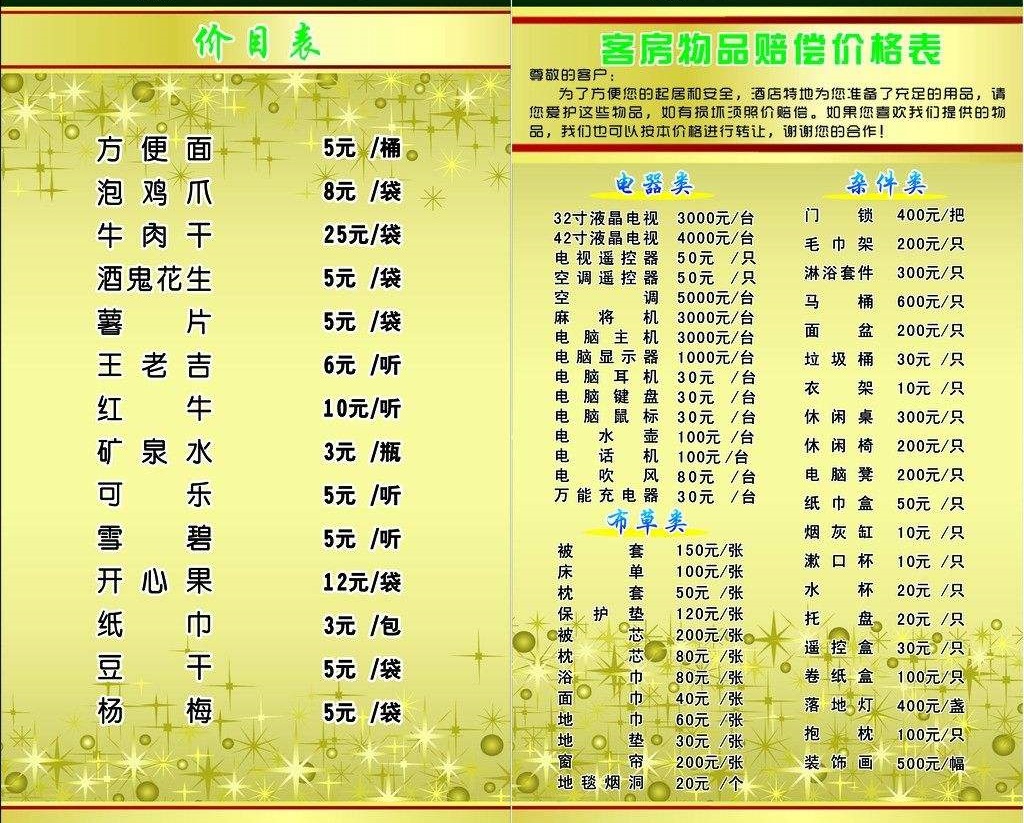 价目表
方便面 5元/桶
泡鸡爪 8元/袋
牛肉干 25元/袋
酒鬼花生 5元/袋
薯片 5元/袋
王老吉 6元/听
红牛 10元/听
矿泉水 3元/瓶
可乐 5元/听
雪碧 5元/听
开心果 12元/袋
纸巾 3元/包
豆干 5元/袋
杨梅 5元/袋
客房物品赔偿价格表
尊敬的客户：
为了方便您的起居和安全，酒店特地为您准备了充足的用品，请
您爱护这些物品，如有损坏须照价赔偿。如果您喜欢我们提供的物
品，我们也可以按本价格进行转让，谢谢您的合作！
电器类
32寸液晶电视 3000元/台
42寸液晶电视 4000元/台
电视遥控器 50元/只
空调遥控器 50元/只
空调 5000元/台
麻将机 3000元/台
电脑主机 3000元/台
电脑显示器 1000元/台
电脑耳机 30元/台
电脑键盘 30元/台
电脑鼠标 30元/台
电水壶 100元/台
电话机 100元/台
电吹风 80元/台
万能充电器 30元/台
布草类
被套 150元/张
床单 100元/张
枕套 50元/张
保护垫 120元/张
被芯 200元/张
枕芯 80元/张
浴巾 80元/张
面巾 40元/张
地巾 60元/张
地垫 30元/张
窗帘 200元/张
地毯烟洞 20元/个
杂件类
门锁 400元/把
毛巾架 200元/只
淋浴套件 300元/只
马桶 600元/只
面盆 200元/只
垃圾桶 30元/只
衣架 10元/只
休闲桌 300元/只
休闲椅 200元/只
电脑凳 200元/只
纸巾盒 50元/只
烟灰缸 10元/只
漱口杯 10元/只
水杯 20元/只
托盘 20元/只
遥控盒 30元/只
卷纸盒 100元/只
落地灯 400元/盏
抱枕 100元/只
装饰画 500元/幅